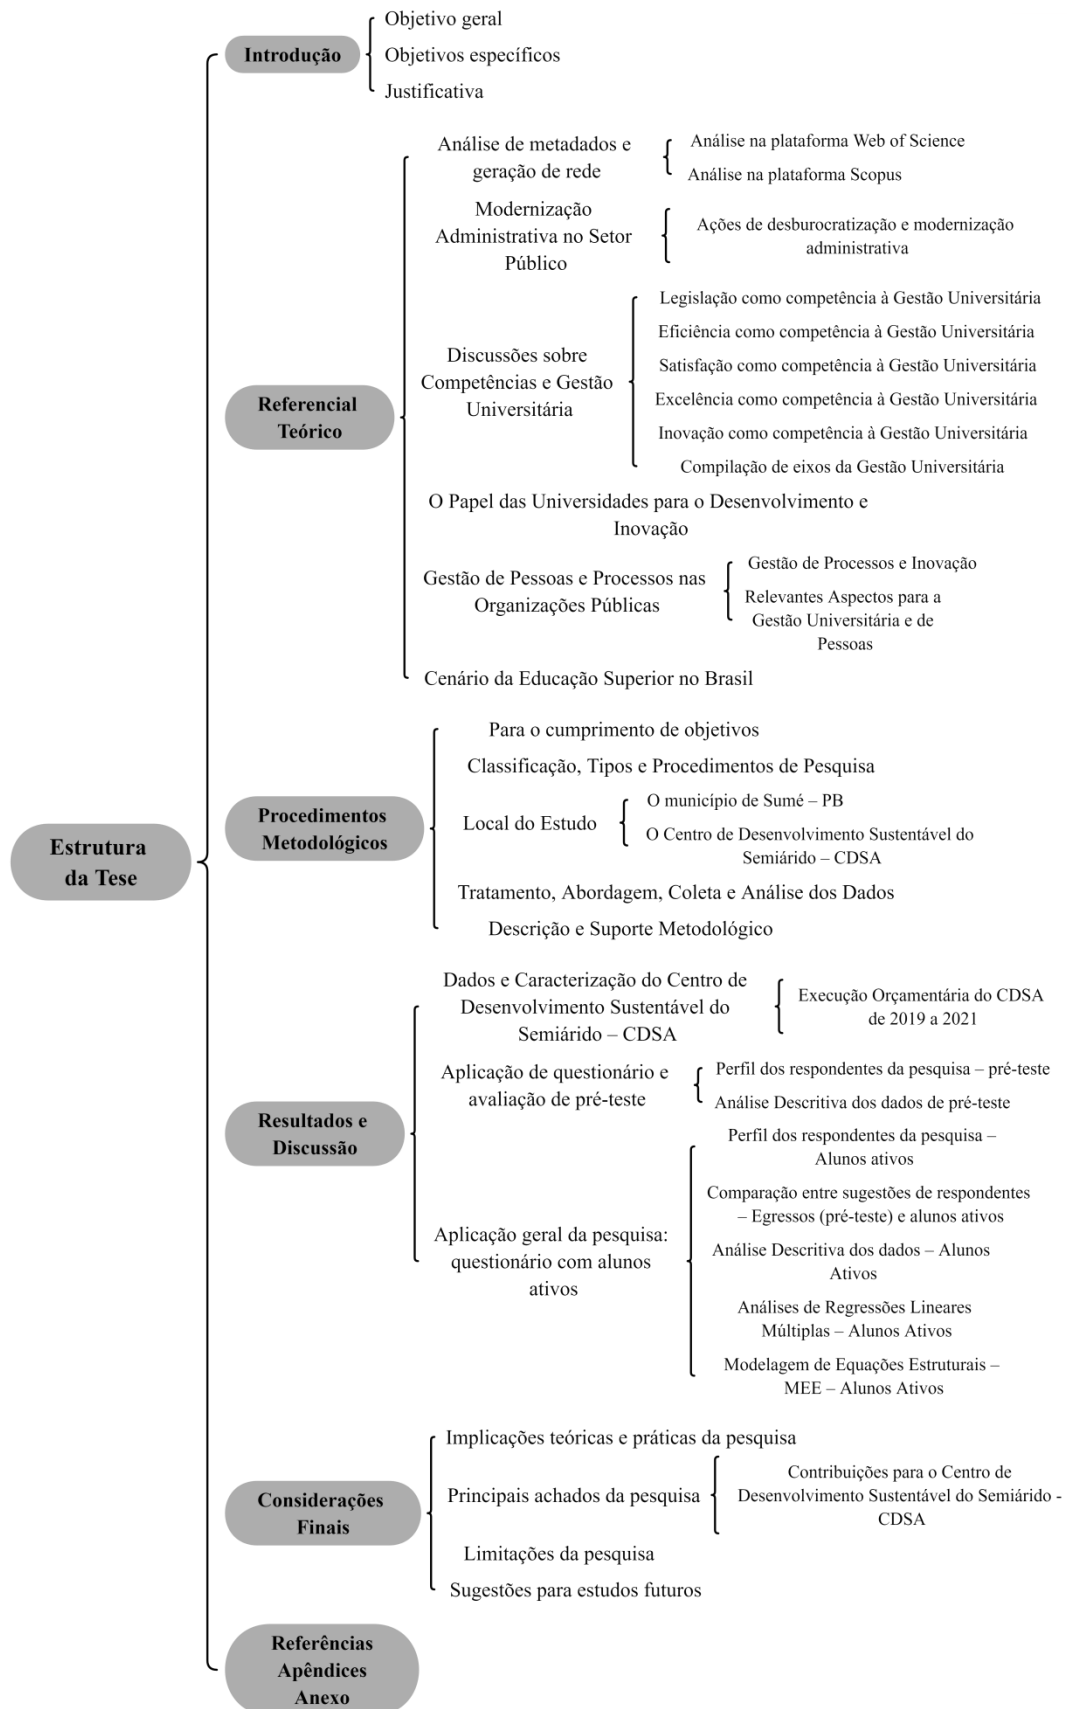 Estrutura
da Tese
Introdução
Objetivo geral
Objetivos específicos
Justificativa
Referencial
Teórico
Análise de metadados e
geração de rede
Análise na plataforma Web of Science
Análise na plataforma Scopus
Modernização
Administrativa no Setor
Público
Ações de desburocratização e modernização
administrativa
Discussões sobre
Competências e Gestão
Universitária
Legislação como competência à Gestão Universitária
Eficiência como competência à Gestão Universitária
Satisfação como competência à Gestão Universitária
Excelência como competência à Gestão Universitária
Inovação como competência à Gestão Universitária
Compilação de eixos da Gestão Universitária
O Papel das Universidades para o Desenvolvimento e
Inovação
Gestão de Pessoas e Processos nas
Organizações Públicas
Gestão de Processos e Inovação
Relevantes Aspectos para a
Gestão Universitária e de
Pessoas
Cenário da Educação Superior no Brasil
Procedimentos
Metodológicos
Para o cumprimento de objetivos
Classificação, Tipos e Procedimentos de Pesquisa
Local do Estudo
O município de Sumé – PB
O Centro de Desenvolvimento Sustentável do
Semiárido – CDSA
Tratamento, Abordagem, Coleta e Análise dos Dados
Descrição e Suporte Metodológico
Resultados e
Discussão
Dados e Caracterização do Centro de
Desenvolvimento Sustentável do
Semiárido – CDSA
Execução Orçamentária do CDSA
de 2019 a 2021
Aplicação de questionário e
avaliação de pré-teste
Perfil dos respondentes da pesquisa – pré-teste
Análise Descritiva dos dados de pré-teste
Aplicação geral da pesquisa:
questionário com alunos
ativos
Perfil dos respondentes da pesquisa –
Alunos ativos
Comparação entre sugestões de respondentes
– Egressos (pré-teste) e alunos ativos
Análise Descritiva dos dados – Alunos
Ativos
Análises de Regressões Lineares
Múltiplas – Alunos Ativos
Modelagem de Equações Estruturais –
MEE – Alunos Ativos
Considerações
Finais
Implicações teóricas e práticas da pesquisa
Principais achados da pesquisa
Contribuições para o Centro de
Desenvolvimento Sustentável do Semiárido -
CDSA
Limitações da pesquisa
Sugestões para estudos futuros
Referências
Apêndices
Anexo